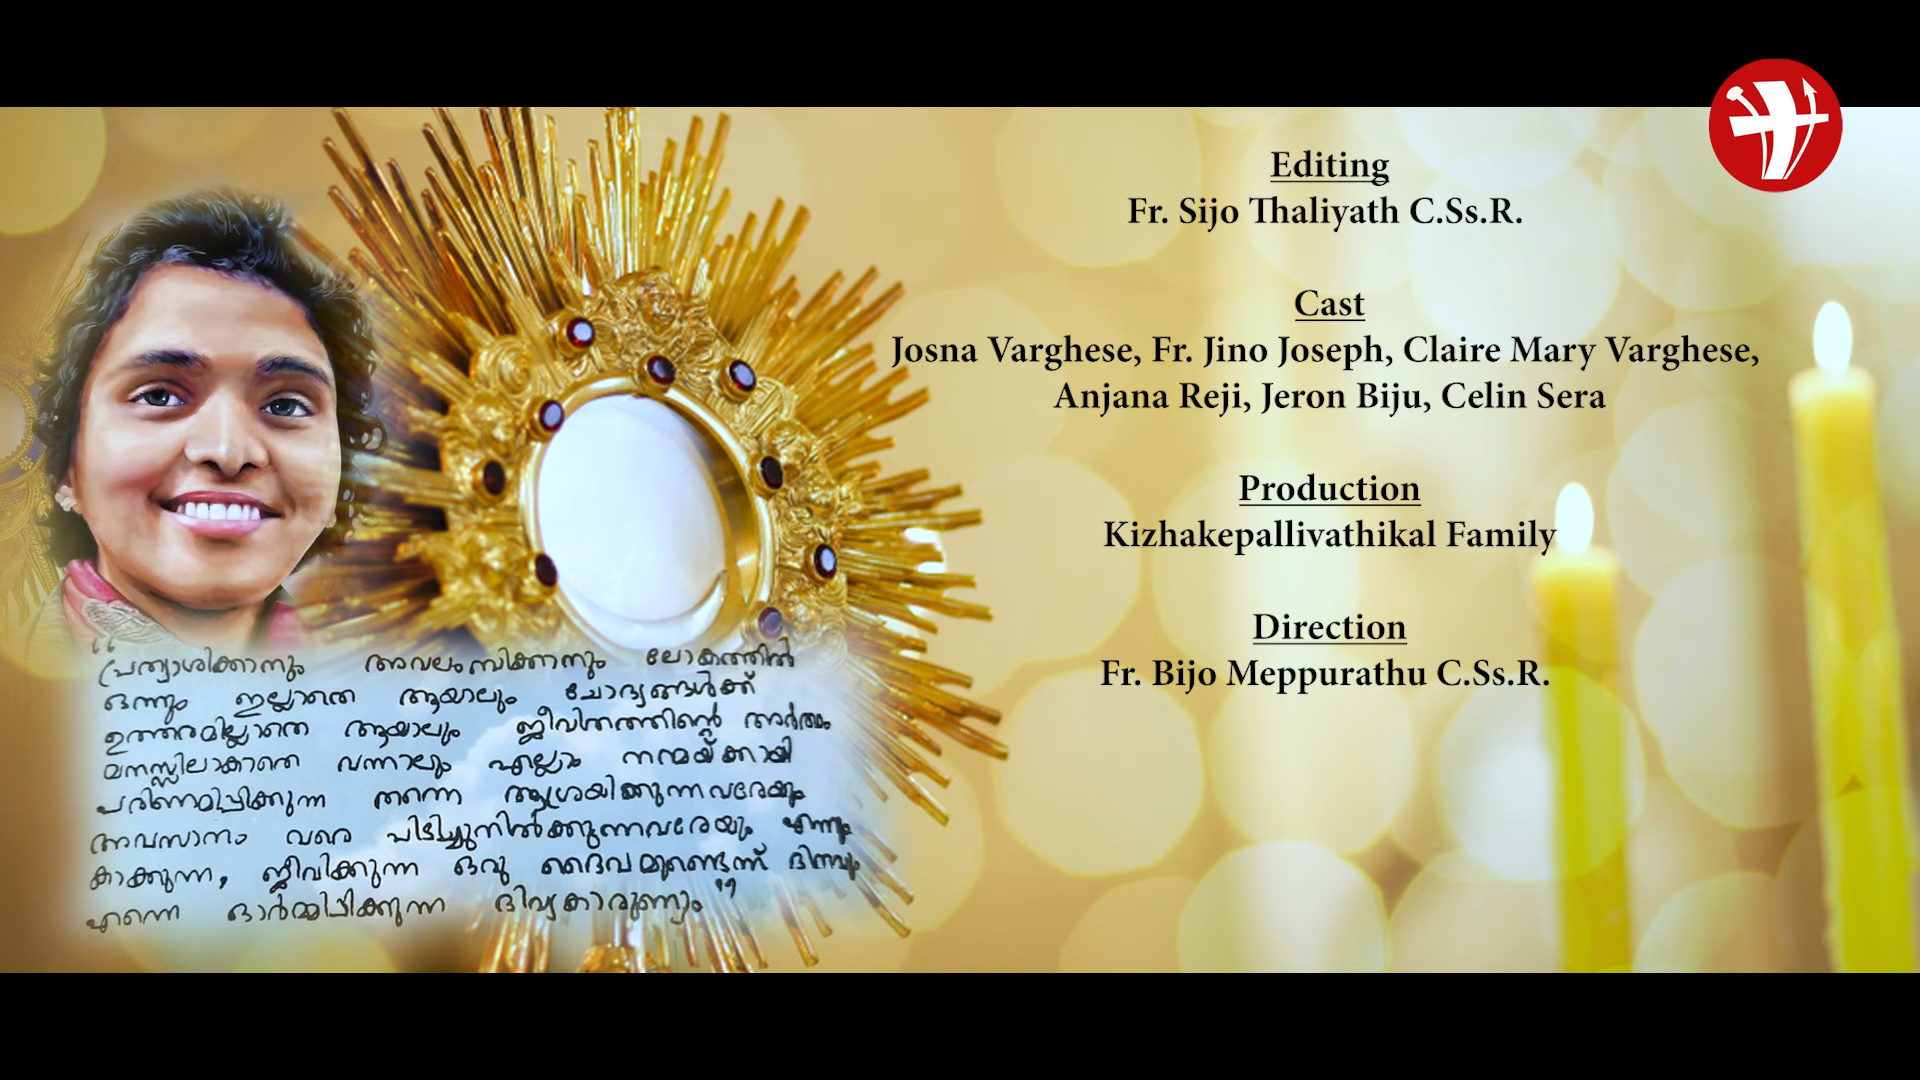 Editing
Fr. Sijo Thaliyath C.Ss.R.
Cast
Josna Varghese, Fr. Jino Joseph, Claire Mary Varghese,
Anjana Reji, Jeron Biju, Celin Sera
Production
Kizhakepallivathikal Family
Direction
Fr. Bijo Meppurathu C.Ss.R.
“പ്രത്യാശിക്കാനും അവലംബിക്കാനും ലോകത്തിൽ
ഒന്നും ഇല്ലാതെ ആയാലും ചോദ്യങ്ങൾക്ക്
ഉത്തരമില്ലാതെ ആയാലും ജീവിതത്തിന്റെ അർത്ഥം
മനസ്സിലാകാതെ വന്നാലും എല്ലാം നന്മയ്ക്കായി
പരിണമിപ്പിക്കുന്ന തന്നെ ആശ്രയിക്കുന്നവരേയും
അവസാനം വരെ പിടിച്ചുനിൽക്കുന്നവരേയും എന്നും
കാക്കുന്ന, ജീവിക്കുന്ന ഒരു ദൈവമുണ്ടെന്ന് ദിനവും
എന്നെ ഓർമ്മിപ്പിക്കുന്ന ദിവ്യകാരുണ്യം”